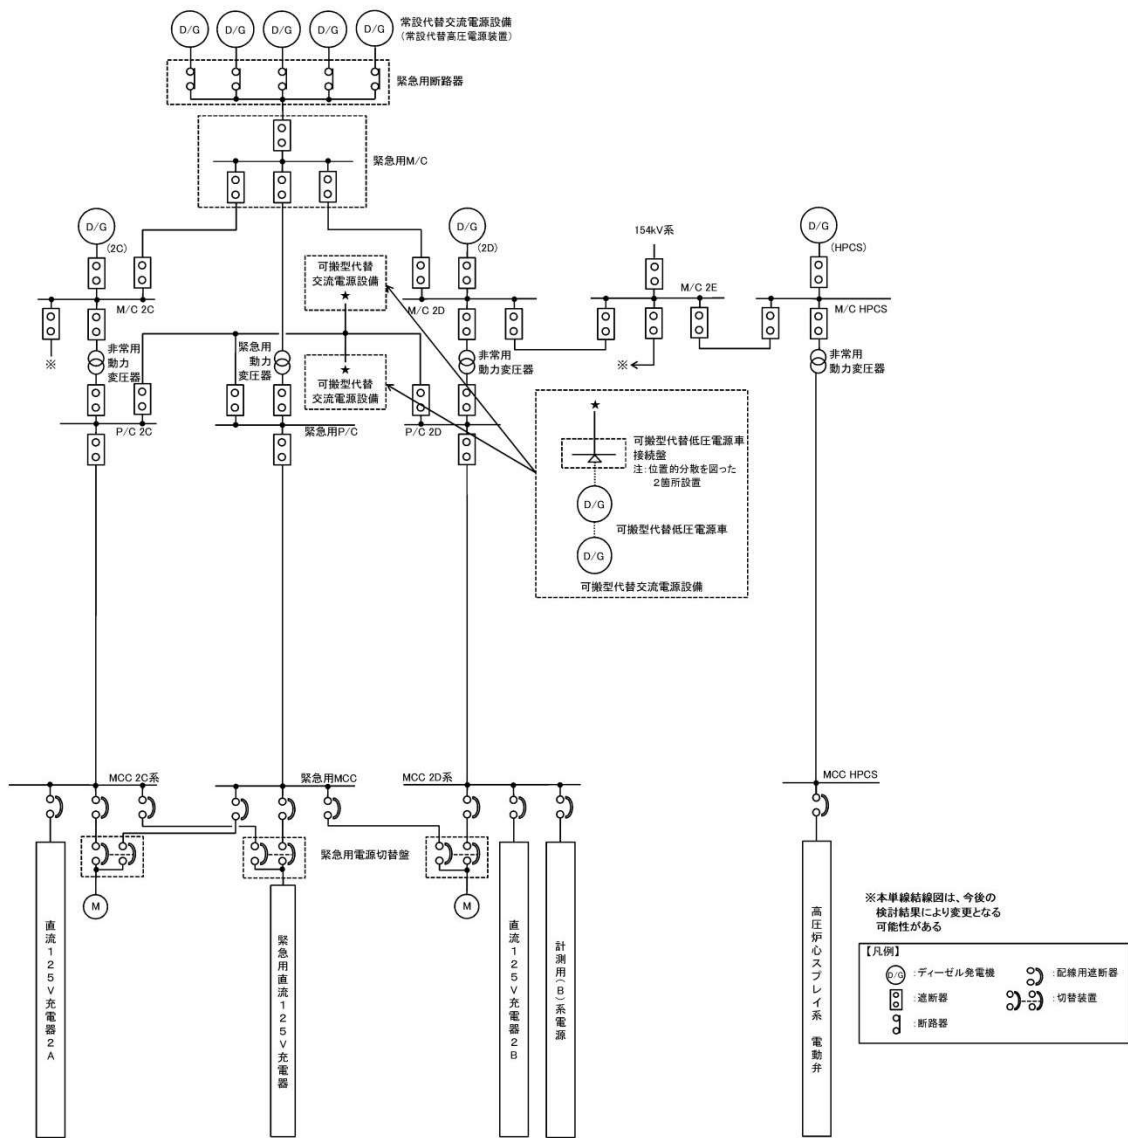 D/G
D/G
D/G
D/G
D/G
常設代替交流電源設備
(常設代替高圧電源装置)
緊急用断路器
緊急用M/C
D/G
(2C)
D/G
(2D)
154kV系
D/G
(HPCS)
可搬型代替
交流電源設備
★
M/C 2C
M/C 2D
M/C 2E
M/C HPCS
※
非常用
動力
変圧器
緊急用
動力
変圧器
★
可搬型代替
交流電源設備
非常用
動力変圧器
※
非常用
動力変圧器
P/C 2C
緊急用P/C
P/C 2D
★
可搬型代替低圧電源車
接続盤
注:位置的分散を図った
2箇所設置
D/G
可搬型代替低圧電源車
D/G
可搬型代替交流電源設備
MCC 2C系
緊急用MCC
MCC 2D系
MCC HPCS
緊急用電源切替盤
M
M
直流125V充電器2A
緊急用直流125V充電器
直流125V充電器2B
計測用(B)系電源
高圧炉心スプレイ系 電動弁
※本単線結線図は、今後の
検討結果により変更となる
可能性がある
【凡例】
D/G :ディーゼル発電機
:配線用遮断器
:遮断器
:切替装置
:断路器